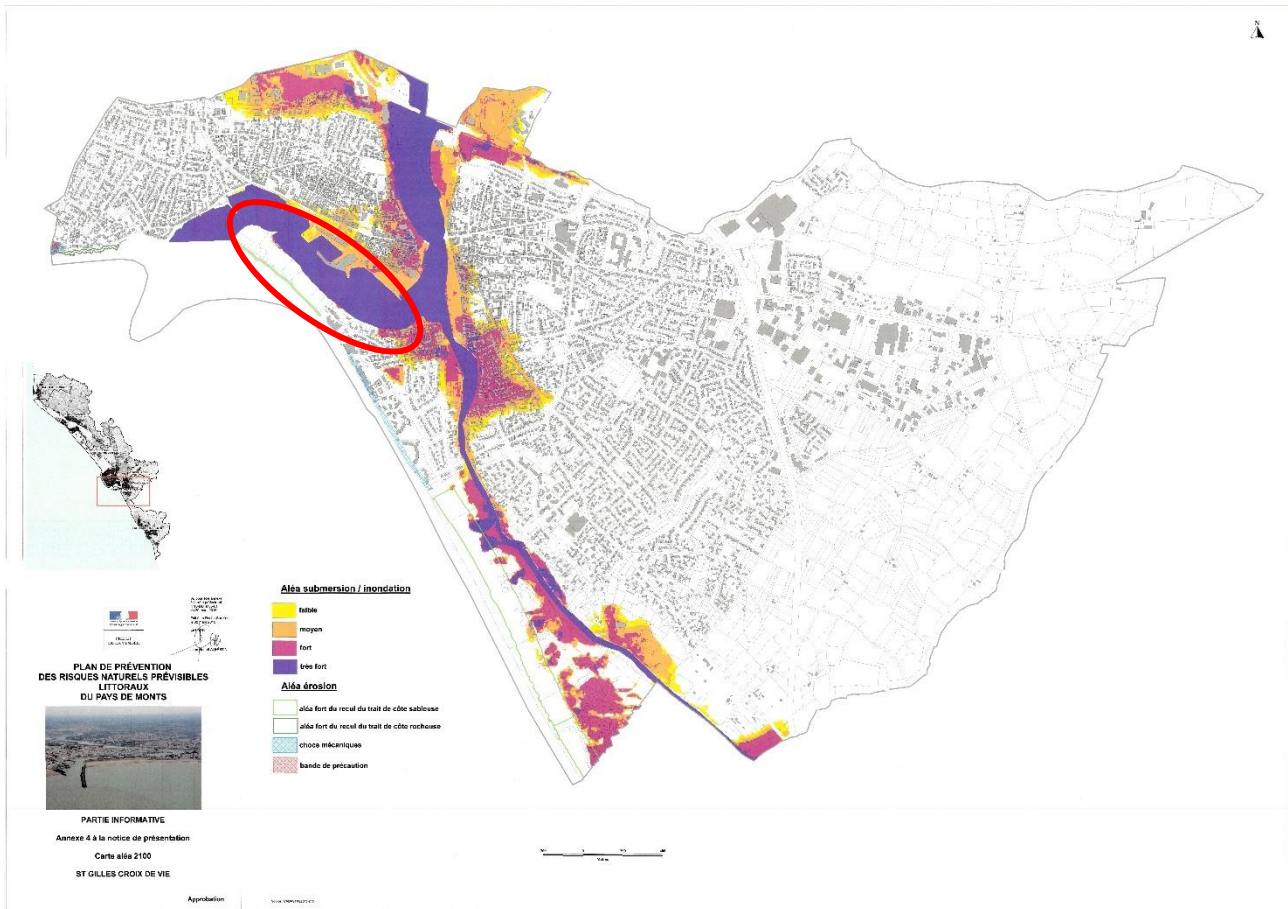 N
Aléa submersion / inondation
faible
moyen
fort
très fort
Aléa érosion
aléa fort du recul du trait de côte sableuse
aléa fort du recul du trait de côte rocheuse
chocs mécaniques
bande de précaution
PLAN DE PRÉVENTION
DES RISQUES NATURELS PRÉVISIBLES
LITTORAUX
DU PAYS DE MONTS
PARTIE INFORMATIVE
Annexe 4 à la notice de présentation
Carte aléa 2100
ST GILLES CROIX DE VIE
Approbation